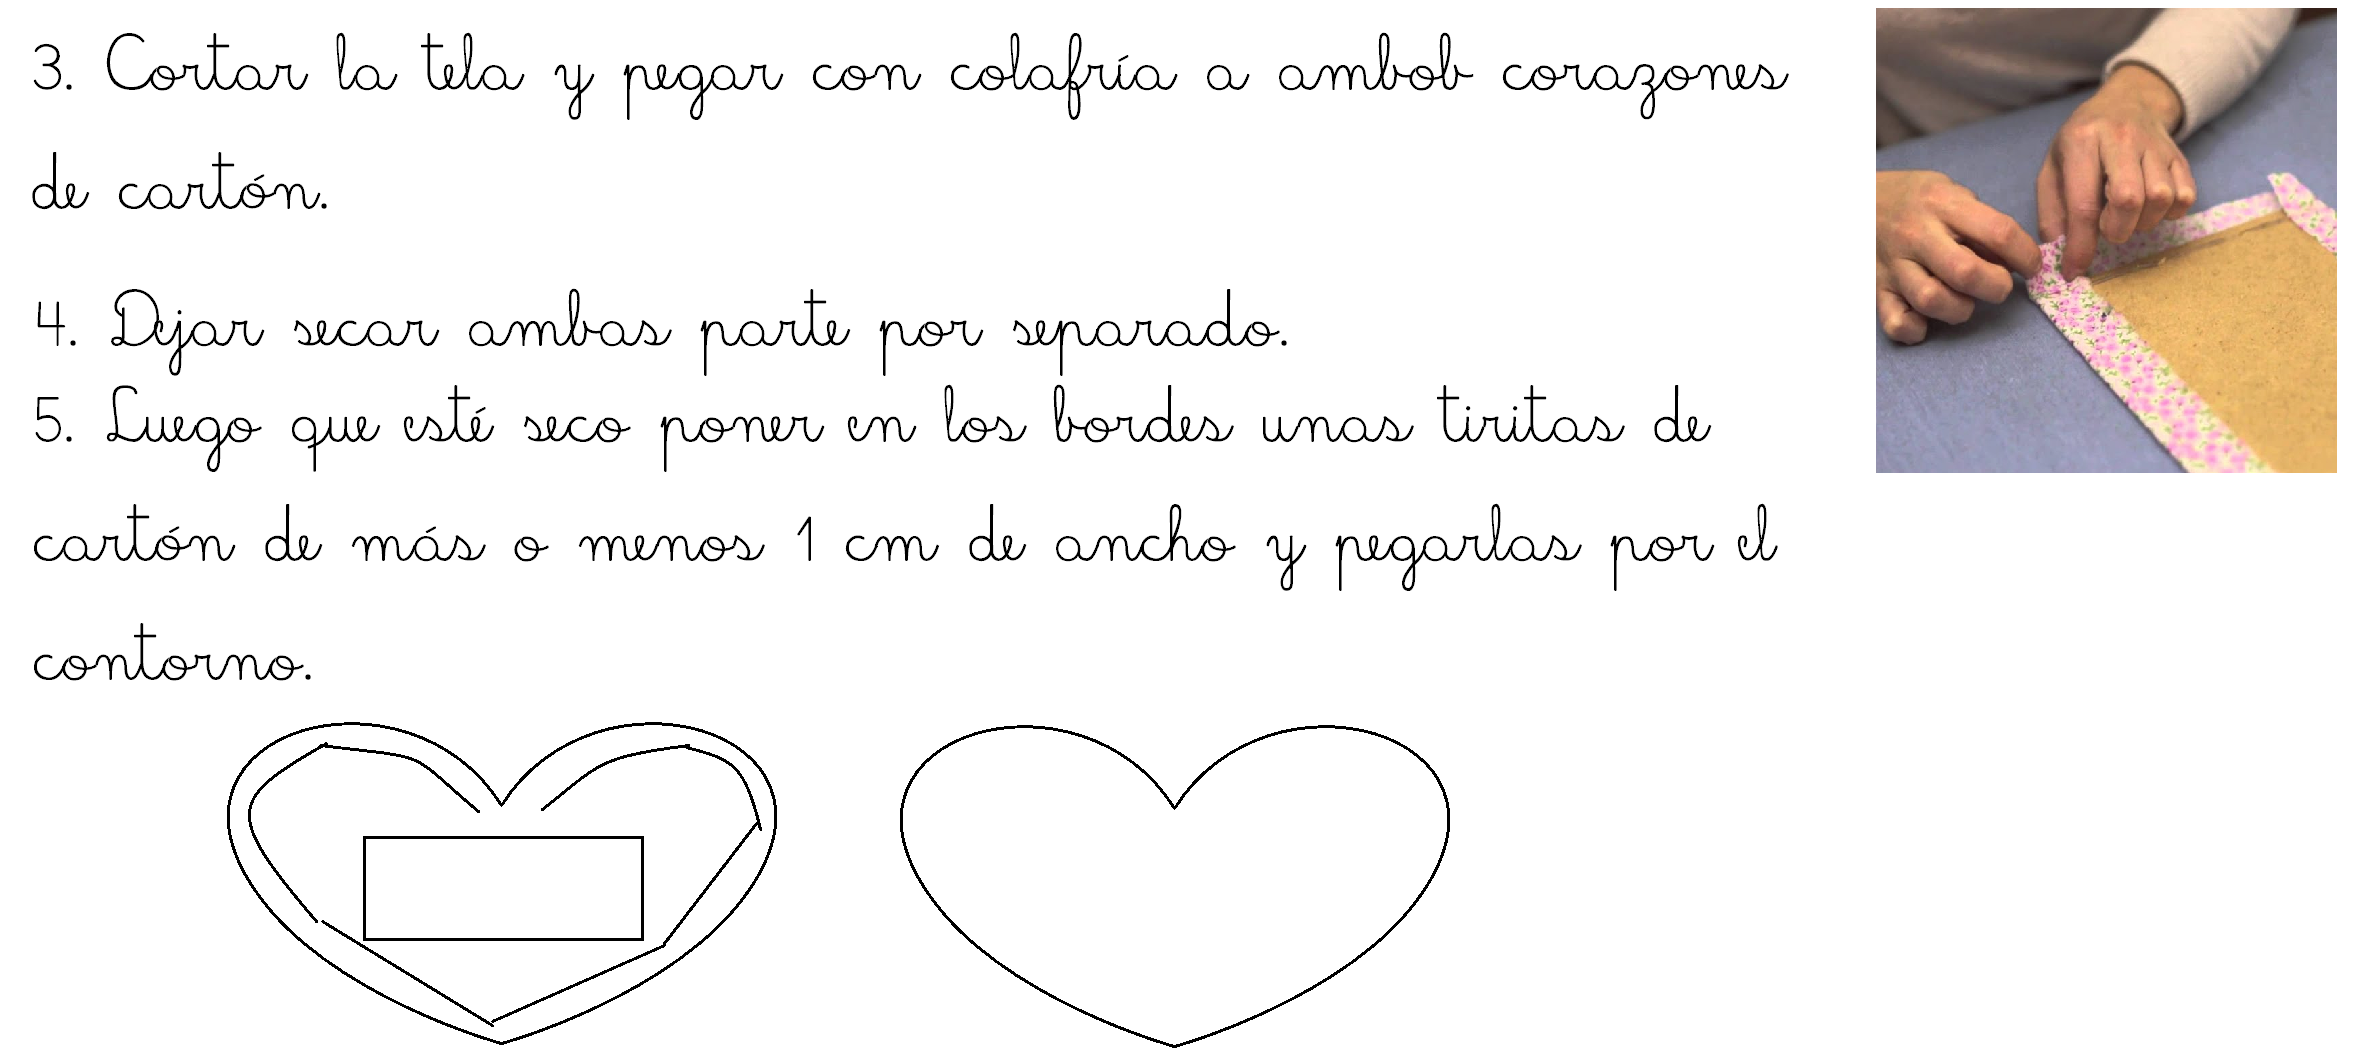 3. Cortar la tela y pegar con colafría a ambob corazones
de cartón.
4. Dejar secar ambas parte por separado.
5. Luego que esté seco poner en los bordes unas tiritas de
cartón de más o menos 1 cm de ancho y pegarlas por el
contorno.